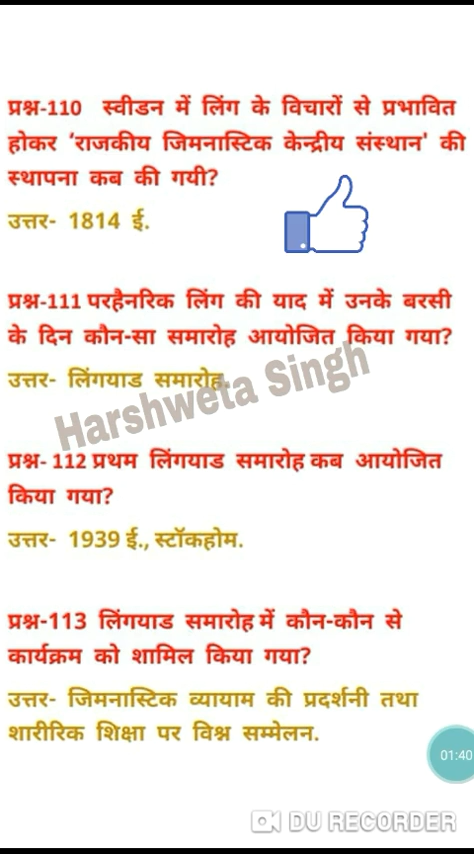 प्रश्न-110 स्वीडन में लिंग के विचारों से प्रभावित
होकर ‘राजकीय जिमनास्टिक केन्द्रीय संस्थान' की
स्थापना कब की गयी?
उत्तर- 1814 ई.
प्रश्न-111 परहैनरिक लिंग की याद में उनके बरसी
के दिन कौन-सा समारोह आयोजित किया गया?
उत्तर- लिंगयाड समारोह.
Harshweta Singh
प्रश्न- 112 प्रथम लिंगयाड समारोह कब आयोजित
किया गया?
उत्तर- 1939 ई., स्टॉकहोम.
प्रश्न-113 लिंगयाड समारोह में कौन-कौन से
कार्यक्रम को शामिल किया गया?
उत्तर- जिमनास्टिक व्यायाम की प्रदर्शनी तथा
शारीरिक शिक्षा पर विश्व सम्मेलन.
01:40
DU RECORDER